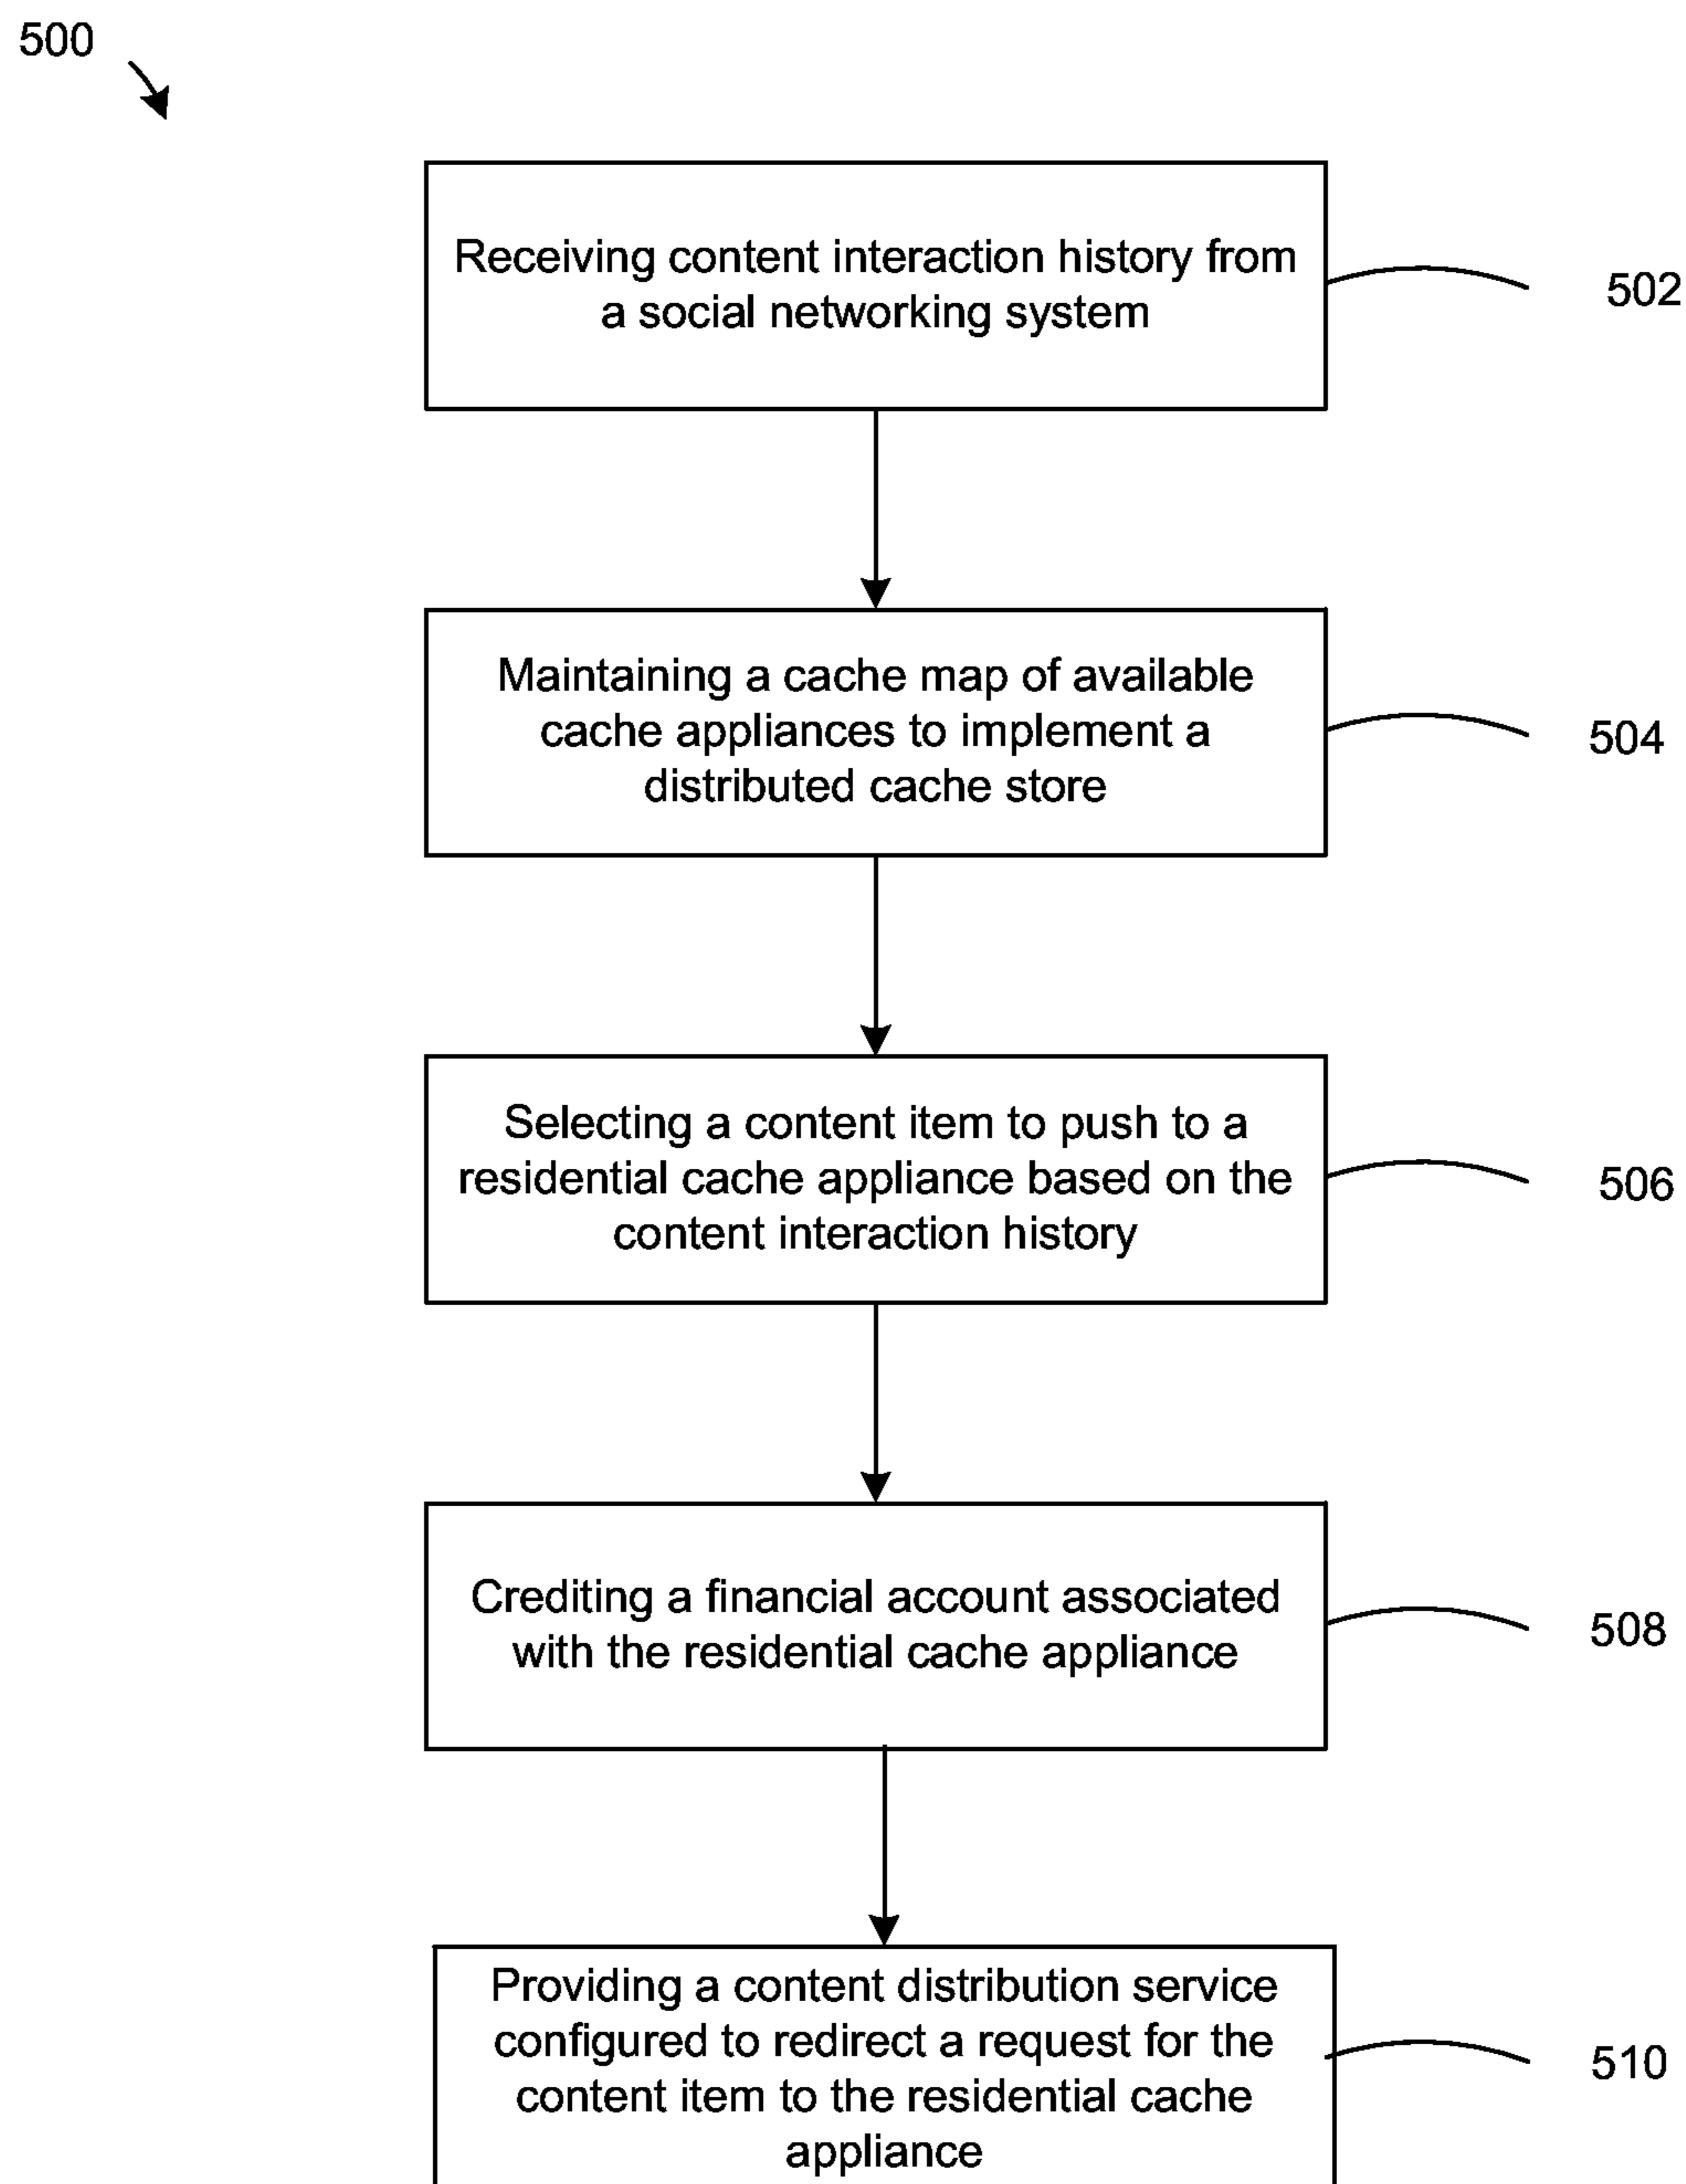 500
Receiving content interaction history from
a social networking system
502
Maintaining a cache map of available
cache appliances to implement a
distributed cache store
504
Selecting a content item to push to a
residential cache appliance based on the
content interaction history
506
Crediting a financial account associated
with the residential cache appliance
508
Providing a content distribution service
configured to redirect a request for the
content item to the residential cache
appliance
510